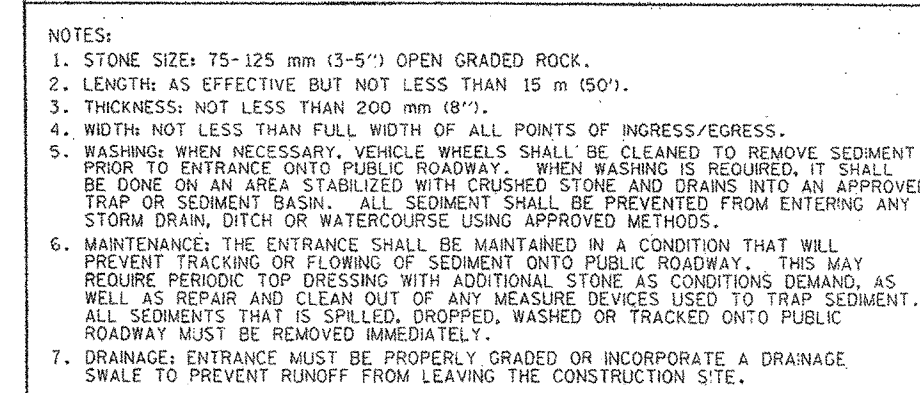 NOTES:
1. STONE SIZE: 75-125 mm (3-5") OPEN GRADED ROCK.
2. LENGTH: AS EFFECTIVE BUT NOT LESS THAN 15 m (50').
3. THICKNESS: NOT LESS THAN 200 mm (8'').
4. WIDTH: NOT LESS THAN FULL WIDTH OF ALL POINTS OF INGRESS/EGRESS.
5. WASHING: WHEN NECESSARY, VEHICLE WHEELS SHALL BE CLEANED TO REMOVE SEDIMENT
PRIOR TO ENTRANCE ONTO PUBLIC ROADWAY. WHEN WASHING IS REQUIRED, IT SHALL
BE DONE ON AN AREA STABILIZED WITH CRUSHED STONE AND DRAINS INTO AN APPROVED
TRAP OR SEDIMENT BASIN. ALL SEDIMENT SHALL BE PREVENTED FROM ENTERING ANY
STORM DRAIN, DITCH OR WATERCOURSE USING APPROVED METHODS.
6. MAINTENANCE: THE ENTRANCE SHALL BE MAINTAINED IN A CONDITION THAT WILL
PREVENT TRACKING OR FLOWING OF SEDIMENT ONTO PUBLIC ROADWAY. THIS MAY
REQUIRE PERIODIC TOP DRESSING WITH ADDITIONAL STONE AS CONDITIONS DEMAND, AS
WELL AS REPAIR AND CLEAN OUT OF ANY MEASURE DEVICES USED TO TRAP SEDIMENT.
ALL SEDIMENTS THAT IS SPILLED, DROPPED, WASHED OR TRACKED ONTO PUBLIC
ROADWAY MUST BE REMOVED IMMEDIATELY.
7. DRAINAGE: ENTRANCE MUST BE PROPERLY GRADED OR INCORPORATE A DRAINAGE
SWALE TO PREVENT RUNOFF FROM LEAVING THE CONSTRUCTION SITE.